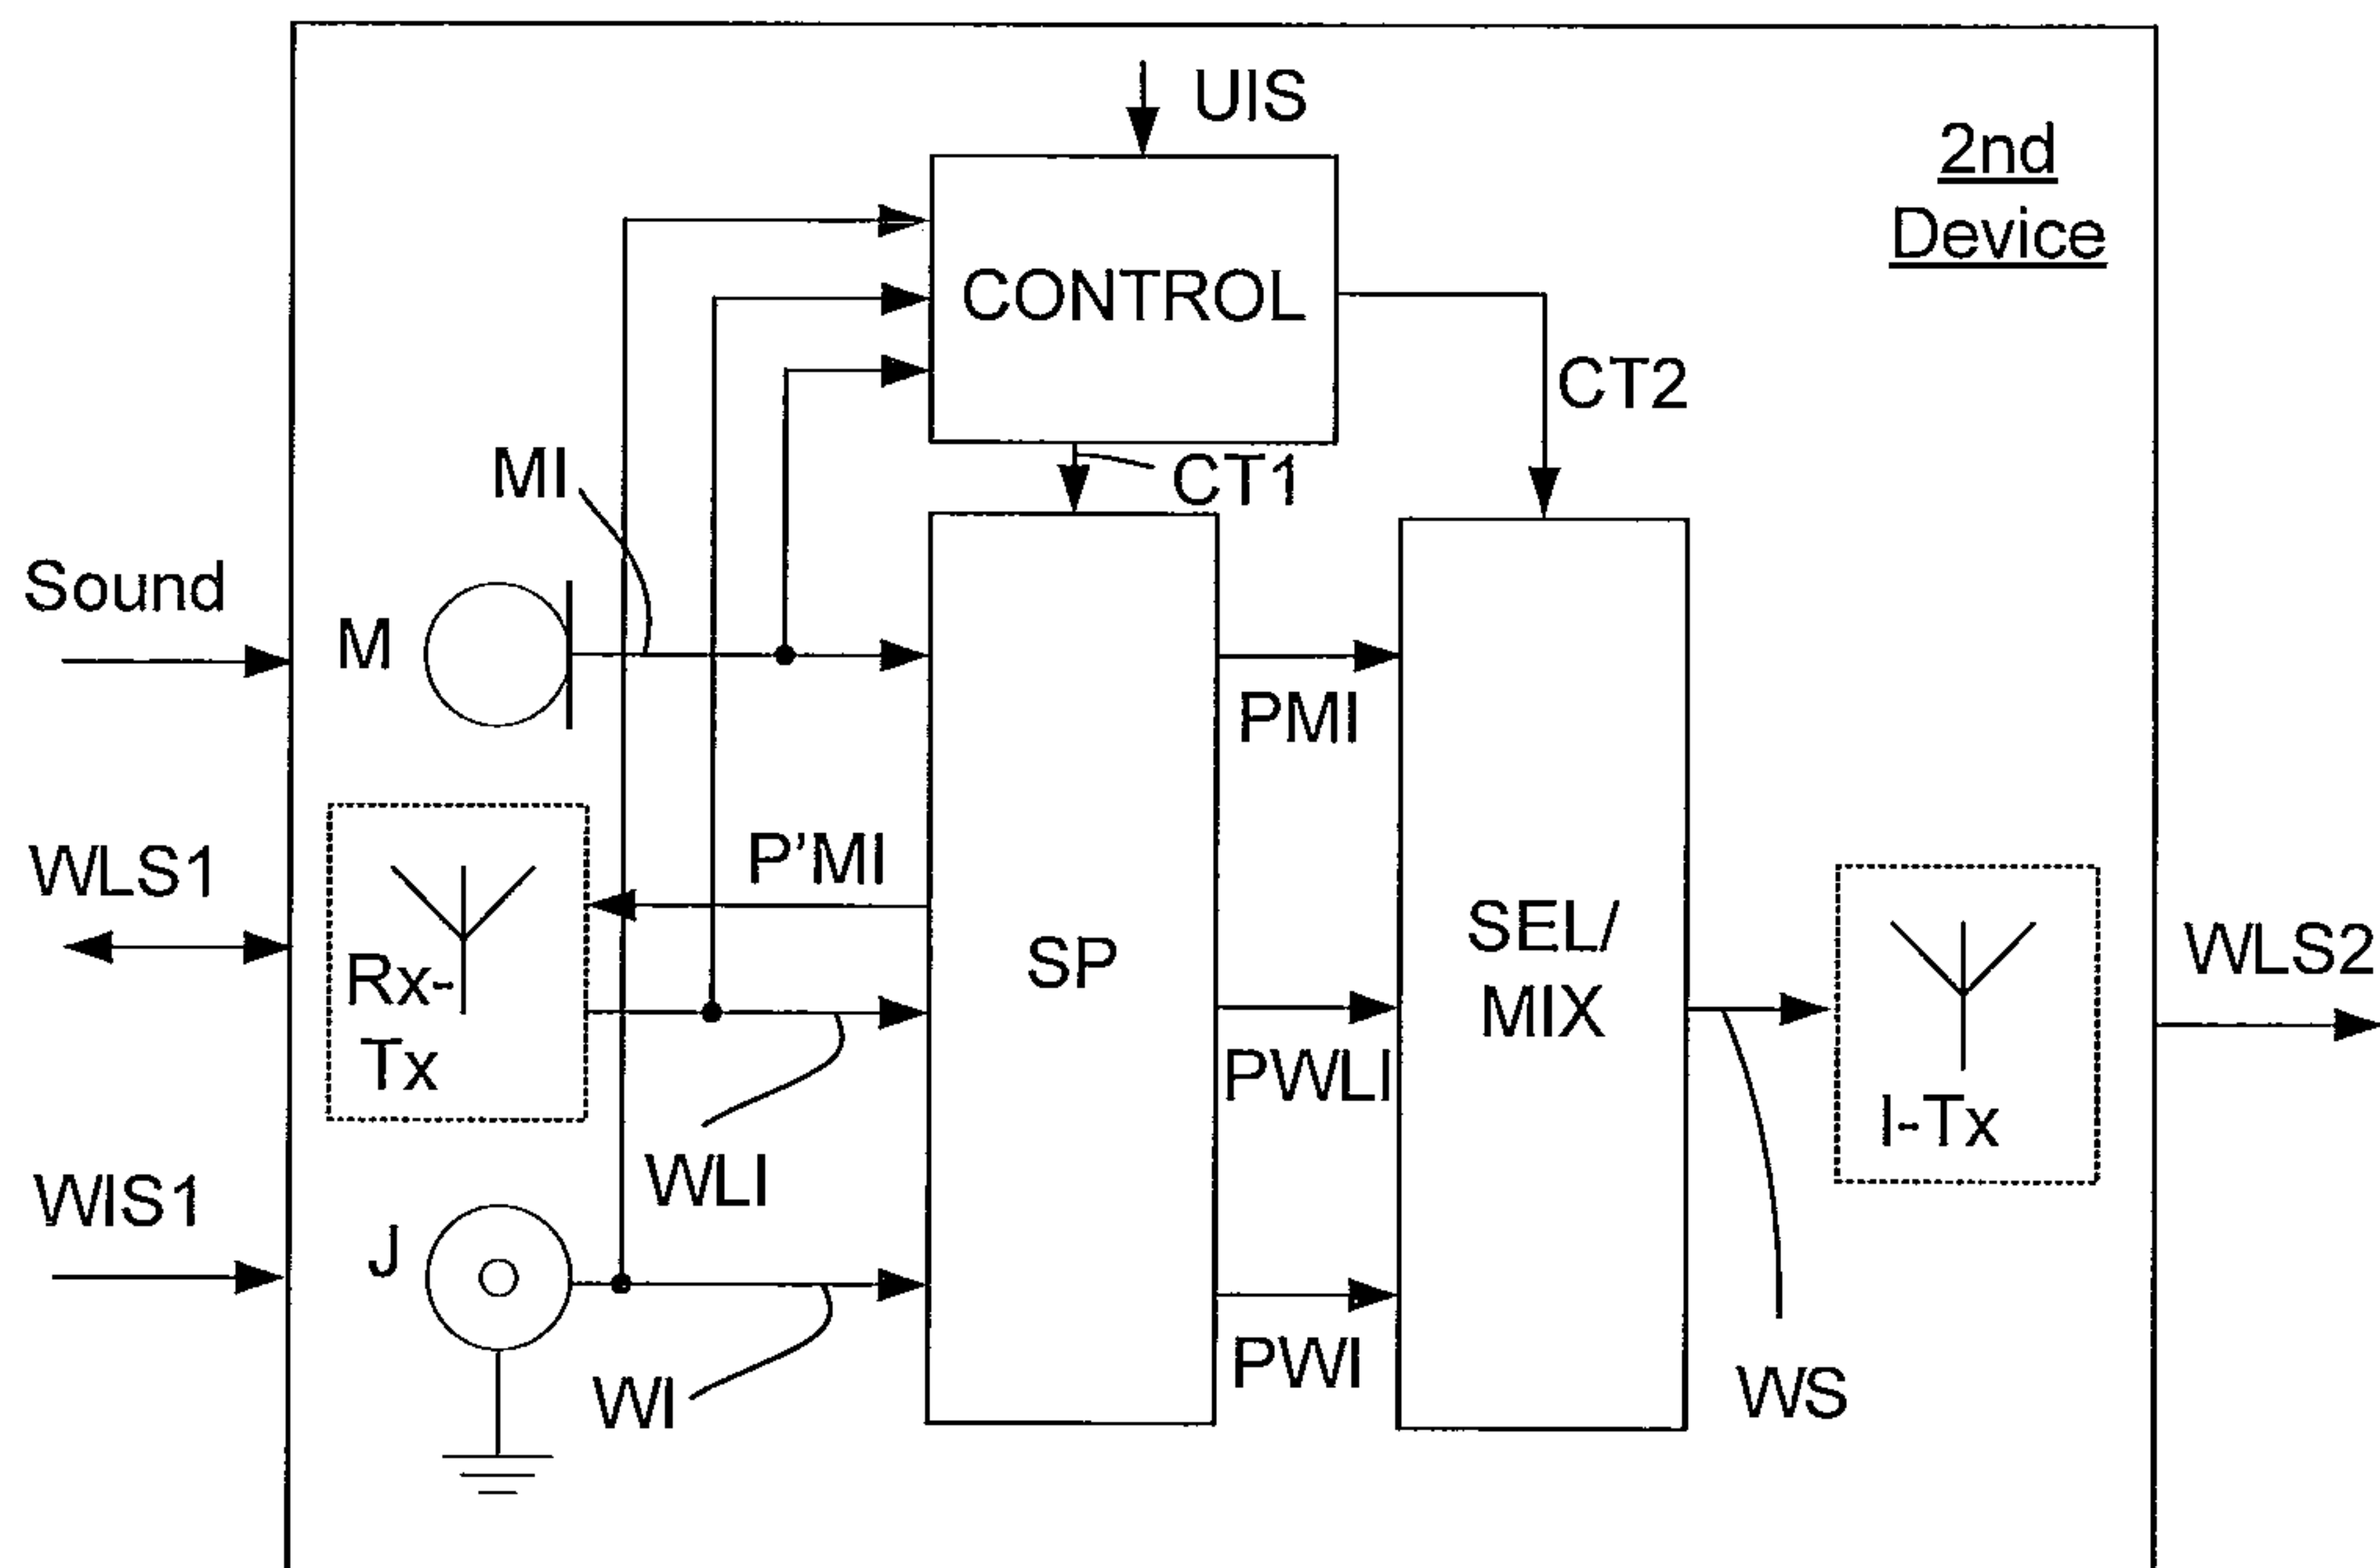 UIS
2nd
Device
CONTROL
CT2
MI
CT1
Sound
M
PMI
WLS1
P'MI
SEL/
MIX
WLS2
Rx-
Tx
SP
PWLI
I-Tx
WLI
WIS1
J
PWI
WI
WS